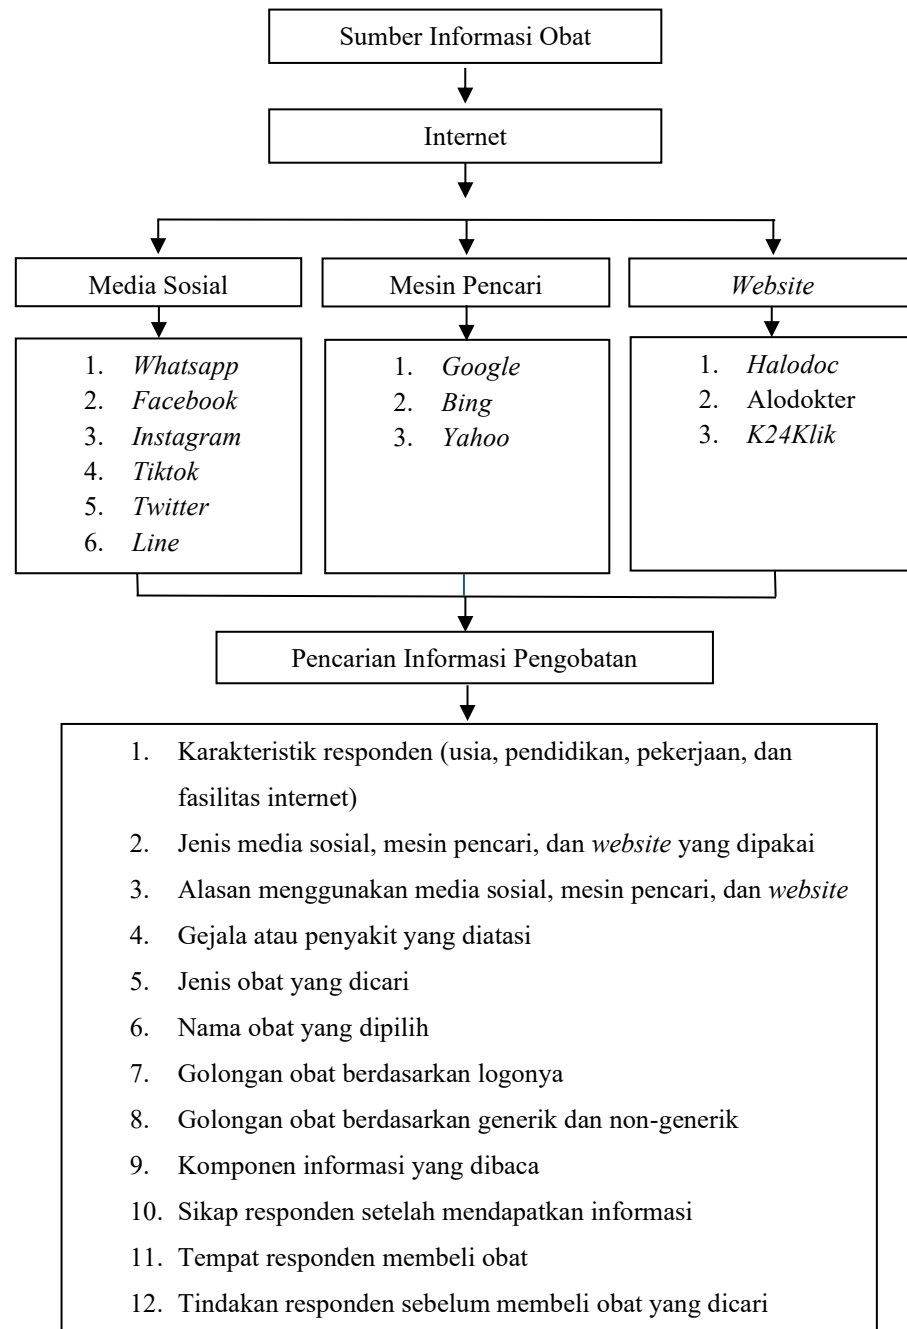 Sumber Informasi Obat
Internet
Media Sosial
Mesin Pencari
Website
1. Whatsapp
2. Facebook
3. Instagram
4. Tiktok
5. Twitter
6. Line
1. Google
2. Bing
3. Yahoo
1. Halodoc
2. Alodokter
3. K24Klik
Pencarian Informasi Pengobatan
1. Karakteristik responden (usia, pendidikan, pekerjaan, dan
fasilitas internet)
2. Jenis media sosial, mesin pencari, dan website yang dipakai
3. Alasan menggunakan media sosial, mesin pencari, dan website
4. Gejala atau penyakit yang diatasi
5. Jenis obat yang dicari
6. Nama obat yang dipilih
7. Golongan obat berdasarkan logonya
8. Golongan obat berdasarkan generik dan non-generik
9. Komponen informasi yang dibaca
10. Sikap responden setelah mendapatkan informasi
11. Tempat responden membeli obat
12. Tindakan responden sebelum membeli obat yang dicari